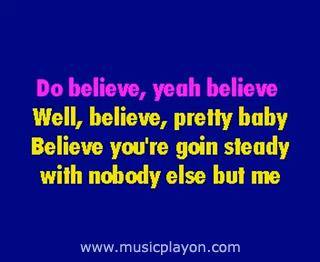 Do believe, yeah believe
Well, believe, pretty baby
Believe you're goin steady
with nobody else but me
www.musicplayon.com